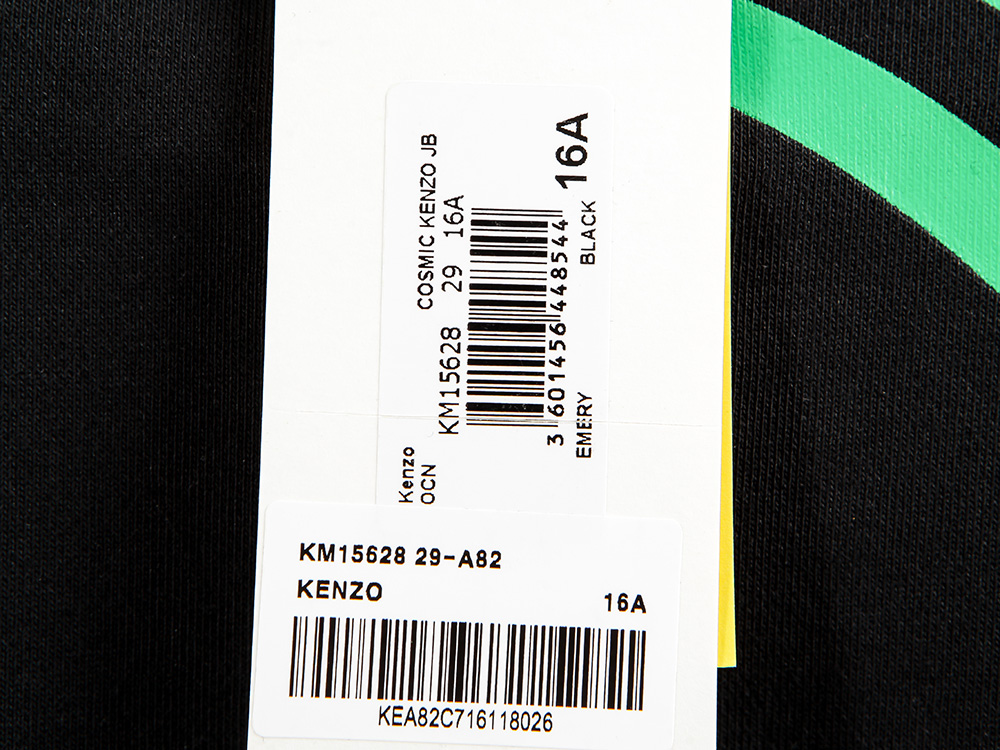 COSMIC KENZO JB
KM15628 29 16A
3 601456 448544
EMERY BLACK 16A
Kenzo
OCN
KM15628 29-A82
KENZO
16A
KEA82C716118026